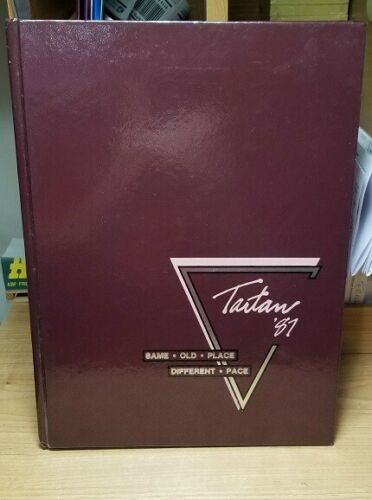 Tartan
'87
SAME • OLD • PLACE
DIFFERENT • PACE